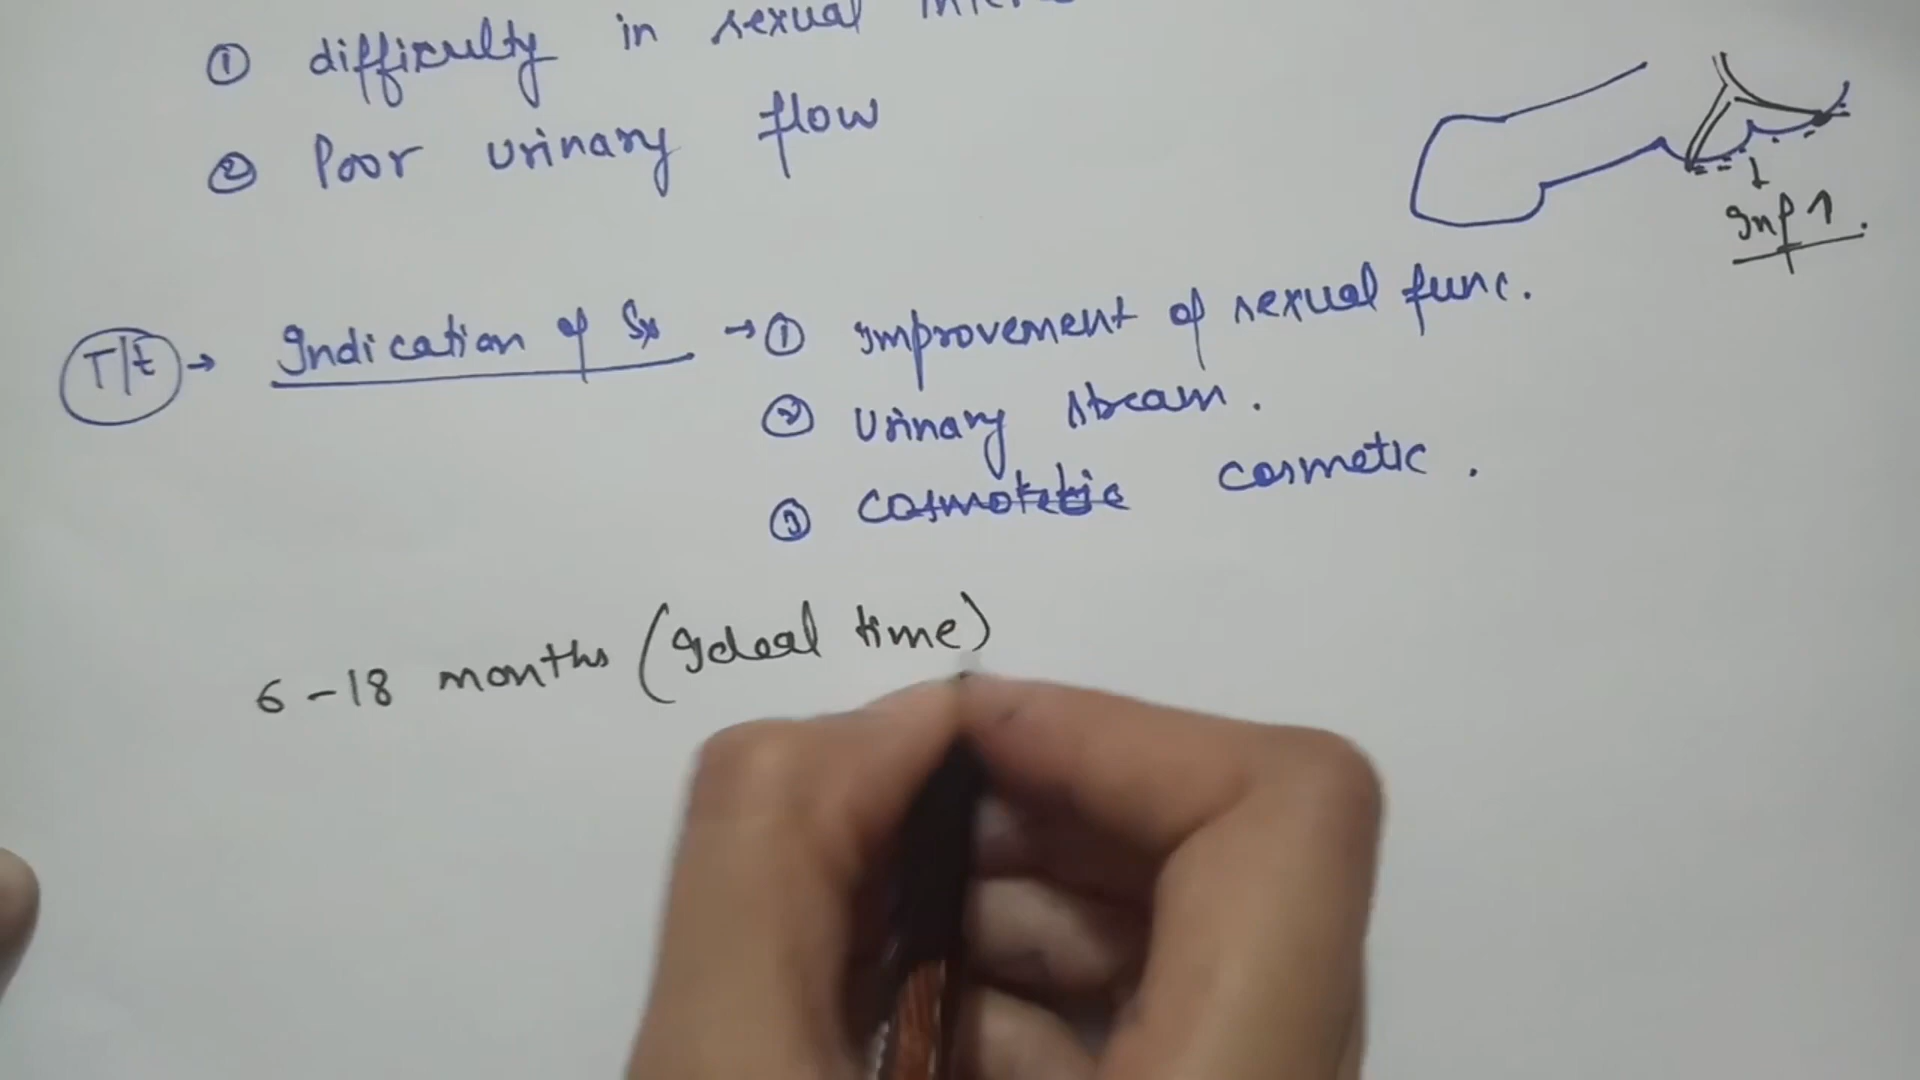 ① difficulty in sexual
② Poor urinary flow
Inf ↑.
T/t → Indication of Sx → ① Improvement of sexual func.
② Urinary stream.
③ cosmetic.
6-18 months (Ideal time)